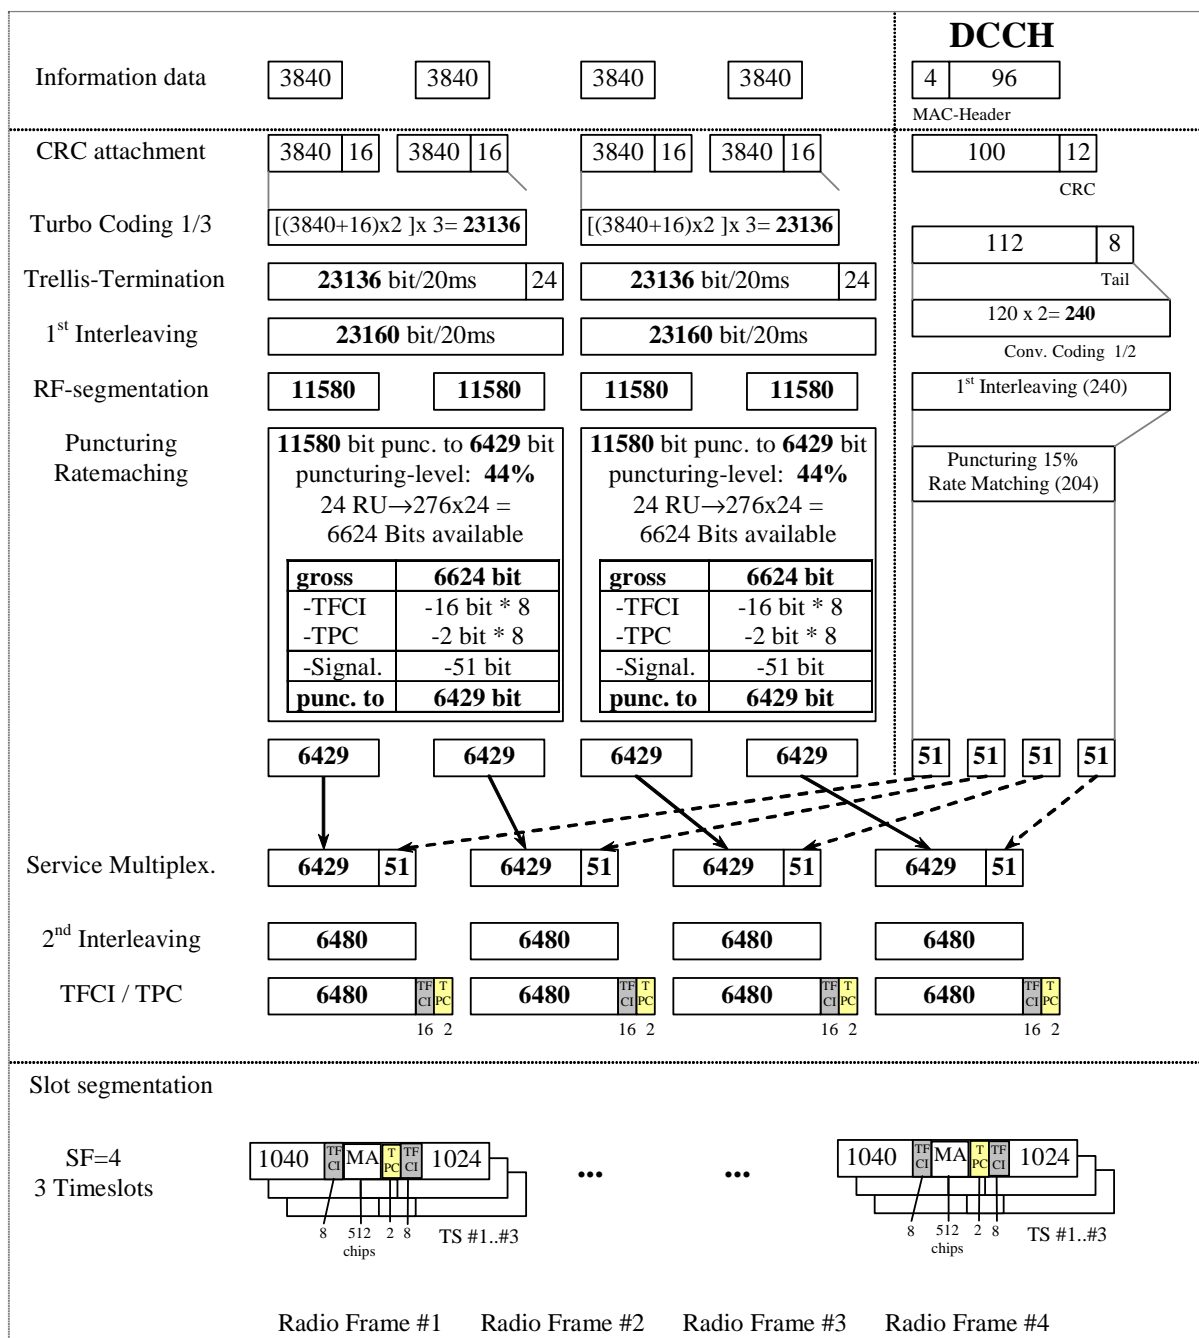 DCCH
Information data 3840 3840 3840 3840 4 96
MAC-Header
CRC attachment 3840 16 3840 16 3840 16 3840 16 100 12
CRC
Turbo Coding 1/3 [(3840+16)x2 ]x 3= 23136 [(3840+16)x2 ]x 3= 23136
112 8
Tail
Trellis-Termination 23136 bit/20ms 24 23136 bit/20ms 24
120 x 2= 240
1st Interleaving 23160 bit/20ms 23160 bit/20ms
Conv. Coding 1/2
RF-segmentation 11580 11580 11580 11580 1st Interleaving (240)
Puncturing
Ratemaching
11580 bit punc. to 6429 bit
puncturing-level: 44%
24 RU→276x24 =
6624 Bits available
gross 6624 bit
-TFCI -16 bit * 8
-TPC -2 bit * 8
-Signal. -51 bit
punc. to 6429 bit
11580 bit punc. to 6429 bit
puncturing-level: 44%
24 RU→276x24 =
6624 Bits available
gross 6624 bit
-TFCI -16 bit * 8
-TPC -2 bit * 8
-Signal. -51 bit
punc. to 6429 bit
Puncturing 15%
Rate Matching (204)
6429 6429 6429 6429 51 51 51 51
Service Multiplex. 6429 51 6429 51 6429 51 6429 51
2nd Interleaving 6480 6480 6480 6480
TFCI / TPC 6480 TF CI T PC 6480 TF CI T PC 6480 TF CI T PC 6480 TF CI T PC
16 2 16 2 16 2 16 2
Slot segmentation
SF=4
3 Timeslots
1040 TF CI MA T PC TF CI 1024
8 512 2 8 TS #1..#3
chips
... ...
1040 TF CI MA T PC TF CI 1024
8 512 2 8 TS #1..#3
chips
Radio Frame #1 Radio Frame #2 Radio Frame #3 Radio Frame #4